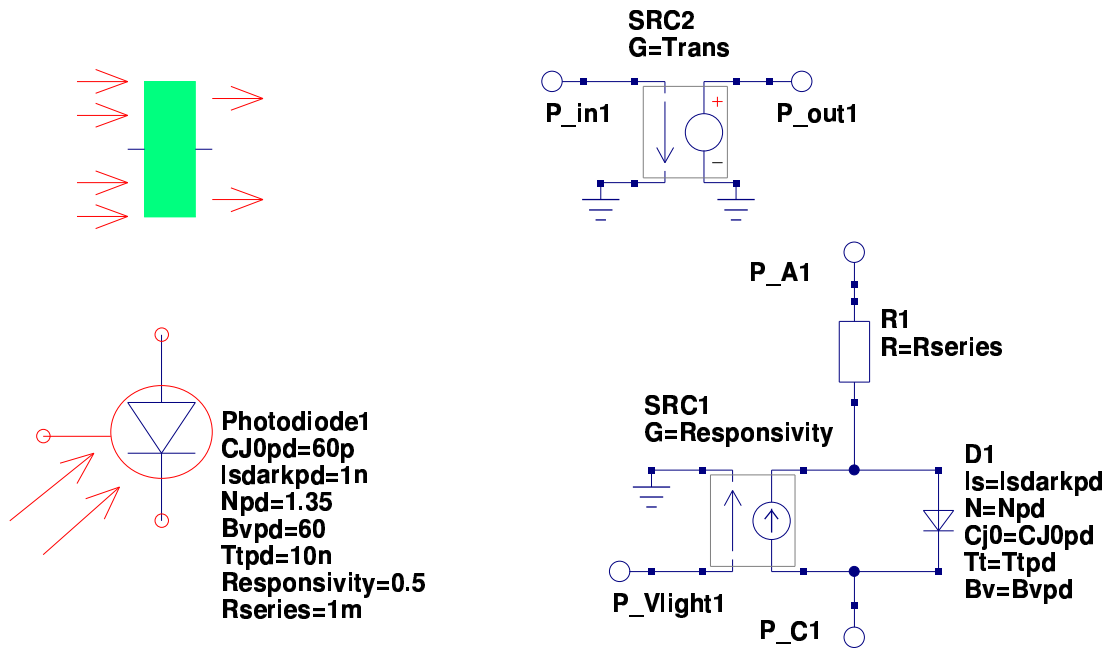 SRC2
G=Trans
P_in1
P_out1
+
–
P_A1
R1
R=Rseries
SRC1
G=Responsivity
Photodiode1
CJ0pd=60p
Isdarkpd=1n
Npd=1.35
Bvpd=60
Ttpd=10n
Responsivity=0.5
Rseries=1m
D1
Is=Isdarkpd
N=Npd
Cj0=CJ0pd
Tt=Ttpd
Bv=Bvpd
P_Vlight1
P_C1